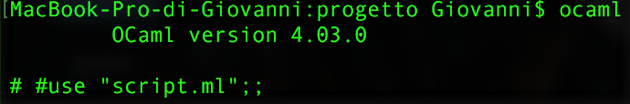 [MacBook-Pro-di-Giovanni:progetto Giovanni$ ocaml
OCaml version 4.03.0
# #use "script.ml";;